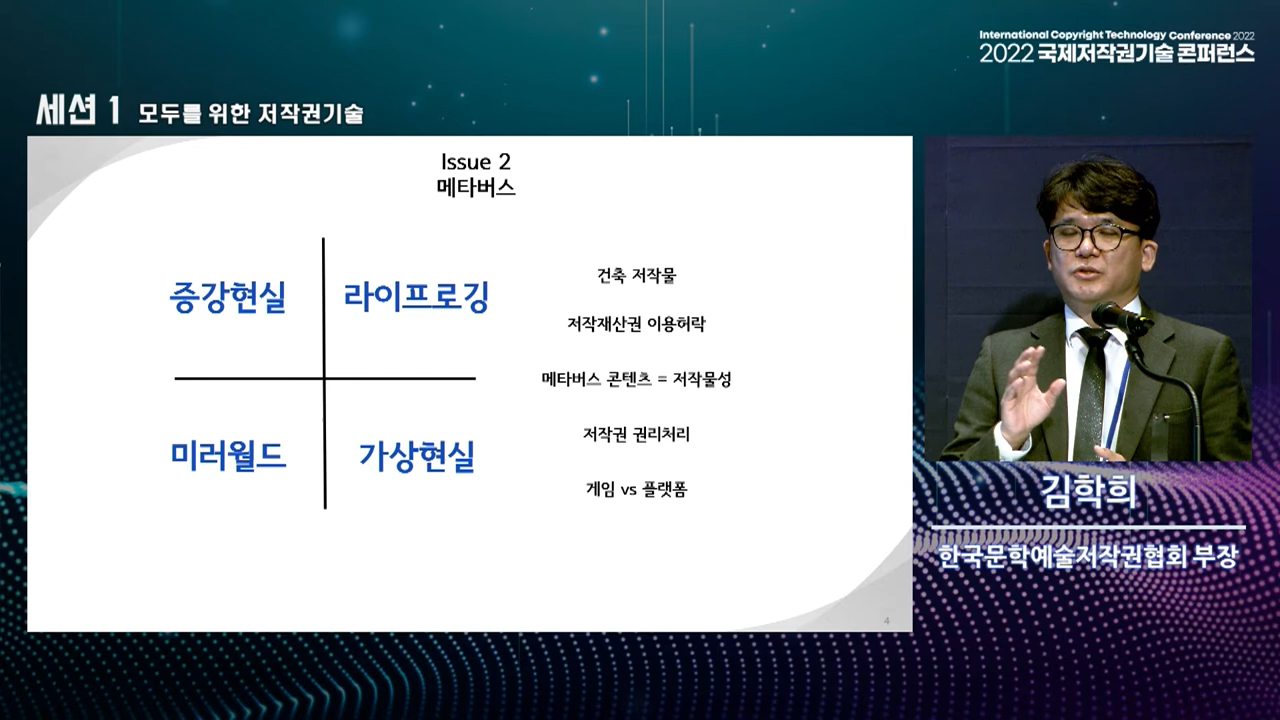 International Copyright Technology Conference 2022
2022 국제저작권기술 콘퍼런스
세션 1 모두를 위한 저작권기술
Issue 2
메타버스
증강현실
라이프로깅
미러월드
가상현실
건축 저작물
저작재산권 이용허락
메타버스 콘텐츠 = 저작물성
저작권 권리처리
게임 vs 플랫폼
4
김학희
한국문학예술저작권협회 부장